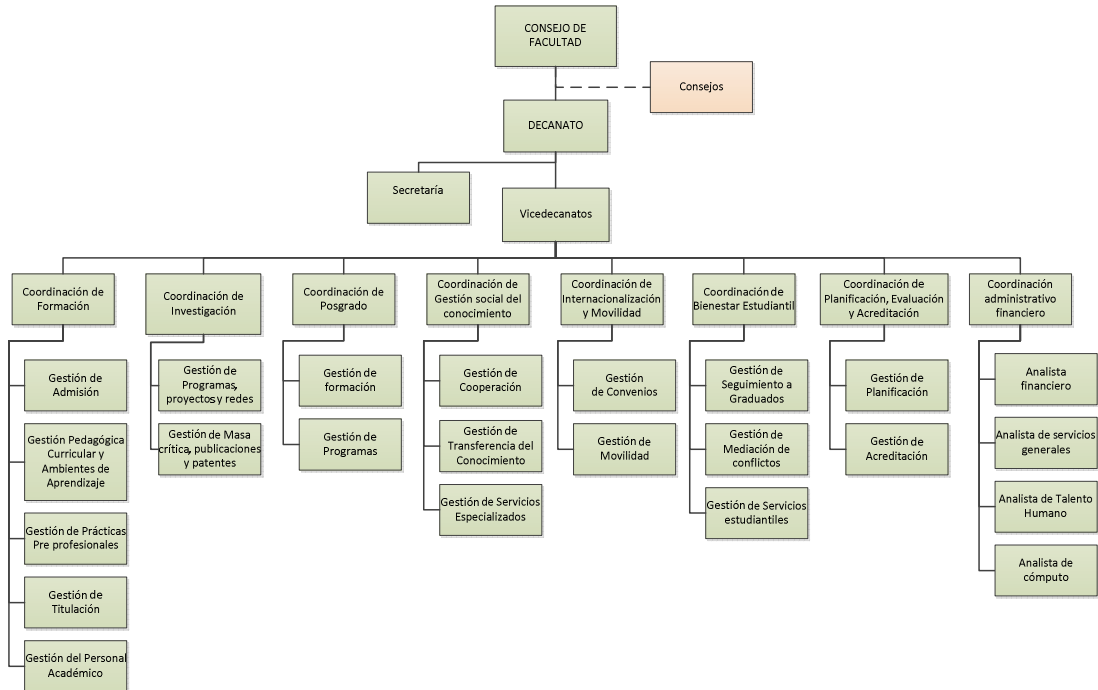 CONSEJO DE
FACULTAD
Consejos
DECANATO
Secretaría
Vicedecanatos
Coordinación de
Formación
Coordinación de
Investigación
Coordinación de
Posgrado
Coordinación de
Gestión social del
conocimiento
Coordinación de
Internacionalización
y Movilidad
Coordinación de
Bienestar Estudiantil
Coordinación de
Planificación, Evaluación
y Acreditación
Coordinación
administrativo
financiero
Gestión de
Admisión
Gestión Pedagógica
Curricular y
Ambientes de
Aprendizaje
Gestión de Prácticas
Pre profesionales
Gestión de
Titulación
Gestión del Personal
Académico
Gestión de
Programas,
proyectos y redes
Gestión de Masa
crítica, publicaciones
y patentes
Gestión de
formación
Gestión de
Programas
Gestión de
Cooperación
Gestión de
Transferencia del
Conocimiento
Gestión de Servicios
Especializados
Gestión
de Convenios
Gestión de
Movilidad
Gestión de
Seguimiento a
Graduados
Gestión de
Mediación de
conflictos
Gestión de Servicios
estudiantiles
Gestión de
Planificación
Gestión de
Acreditación
Analista
financiero
Analista de servicios
generales
Analista de Talento
Humano
Analista de
cómputo